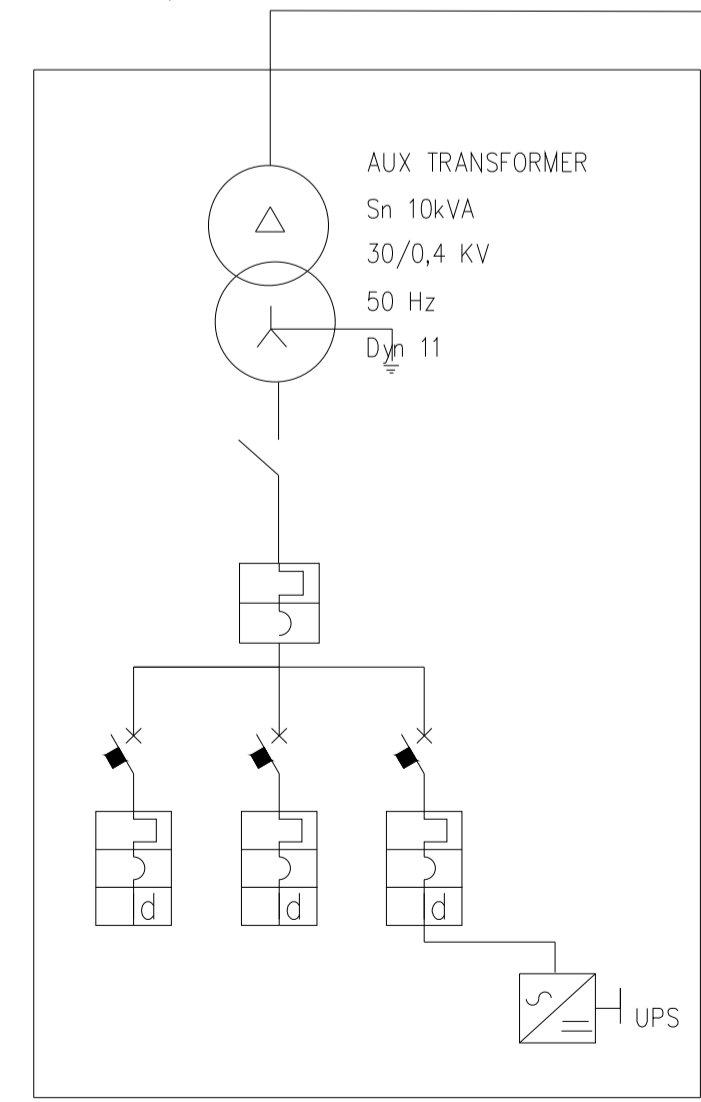 AUX TRANSFORMER
Sn 10kVA
30/0,4 KV
50 Hz
Dyn 11
d
d
d
UPS